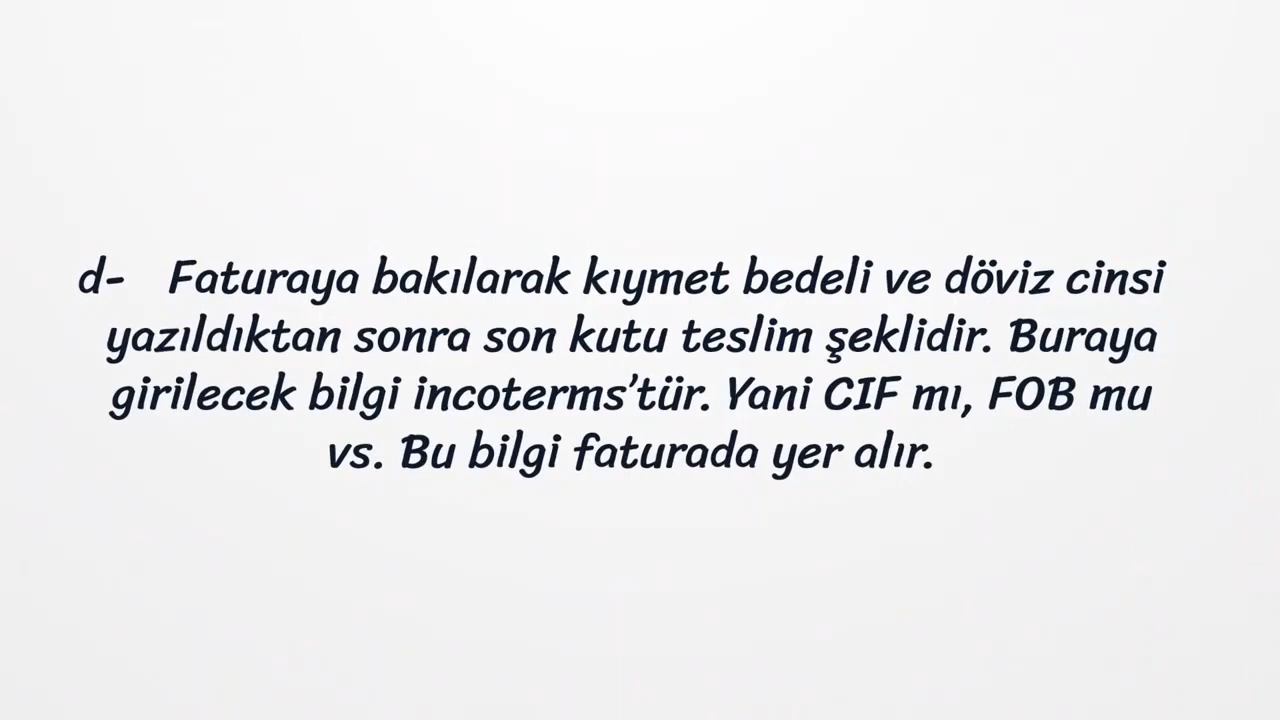 d- Faturaya bakılarak kıymet bedeli ve döviz cinsi
yazıldıktan sonra son kutu teslim şeklidir. Buraya
girilecek bilgi incoterms’tür. Yani CIF mı, FOB mu
vs. Bu bilgi faturada yer alır.